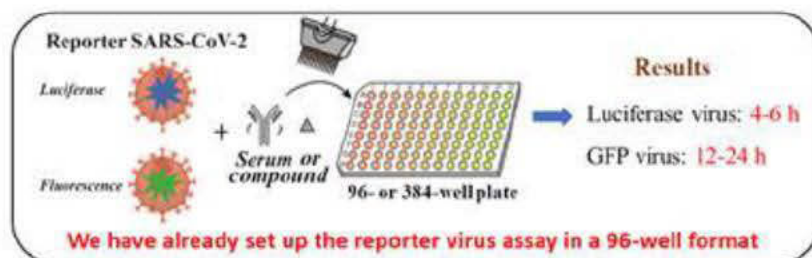 Reporter SARS-CoV-2
Luciferase
Fluorescence
+
Serum or
compound
96- or 384-well plate
Results
Luciferase virus: 4-6 h
GFP virus: 12-24 h
We have already set up the reporter virus assay in a 96-well format